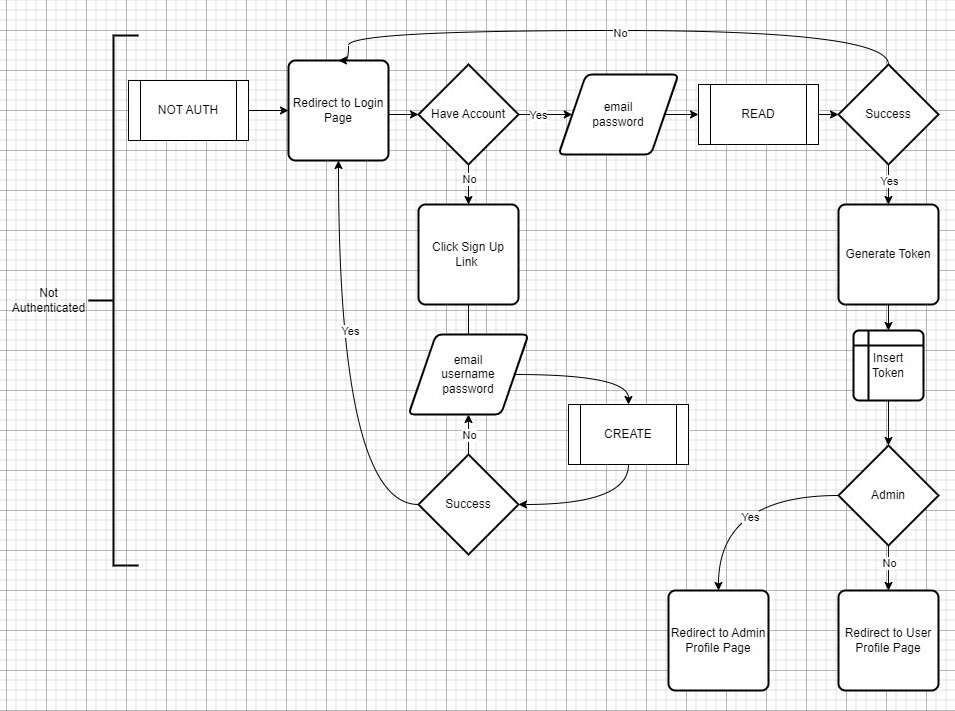 No
NOT AUTH
Redirect to Login
Page
Have Account
Yes
email
password
READ
Success
No
Yes
Click Sign Up
Link
Generate Token
Not
Authenticated
Yes
email
username
password
Insert
Token
No
CREATE
Success
Admin
Yes
No
Redirect to Admin
Profile Page
Redirect to User
Profile Page